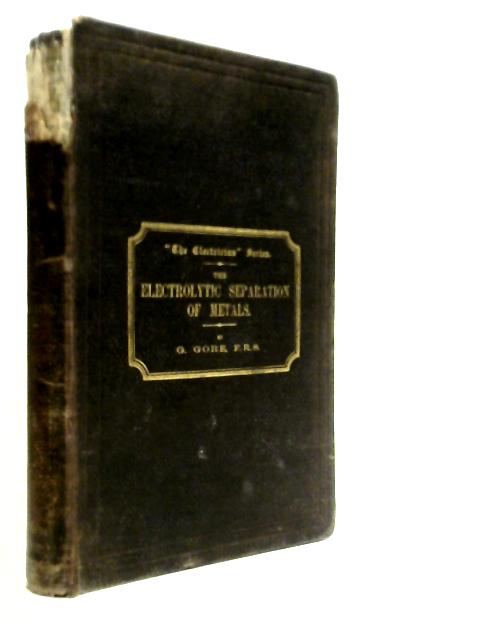 "The Electrician" Series.
THE
ELECTROLYTIC SEPARATION
OF METALS.
BY
G. GORE, F.R.S.